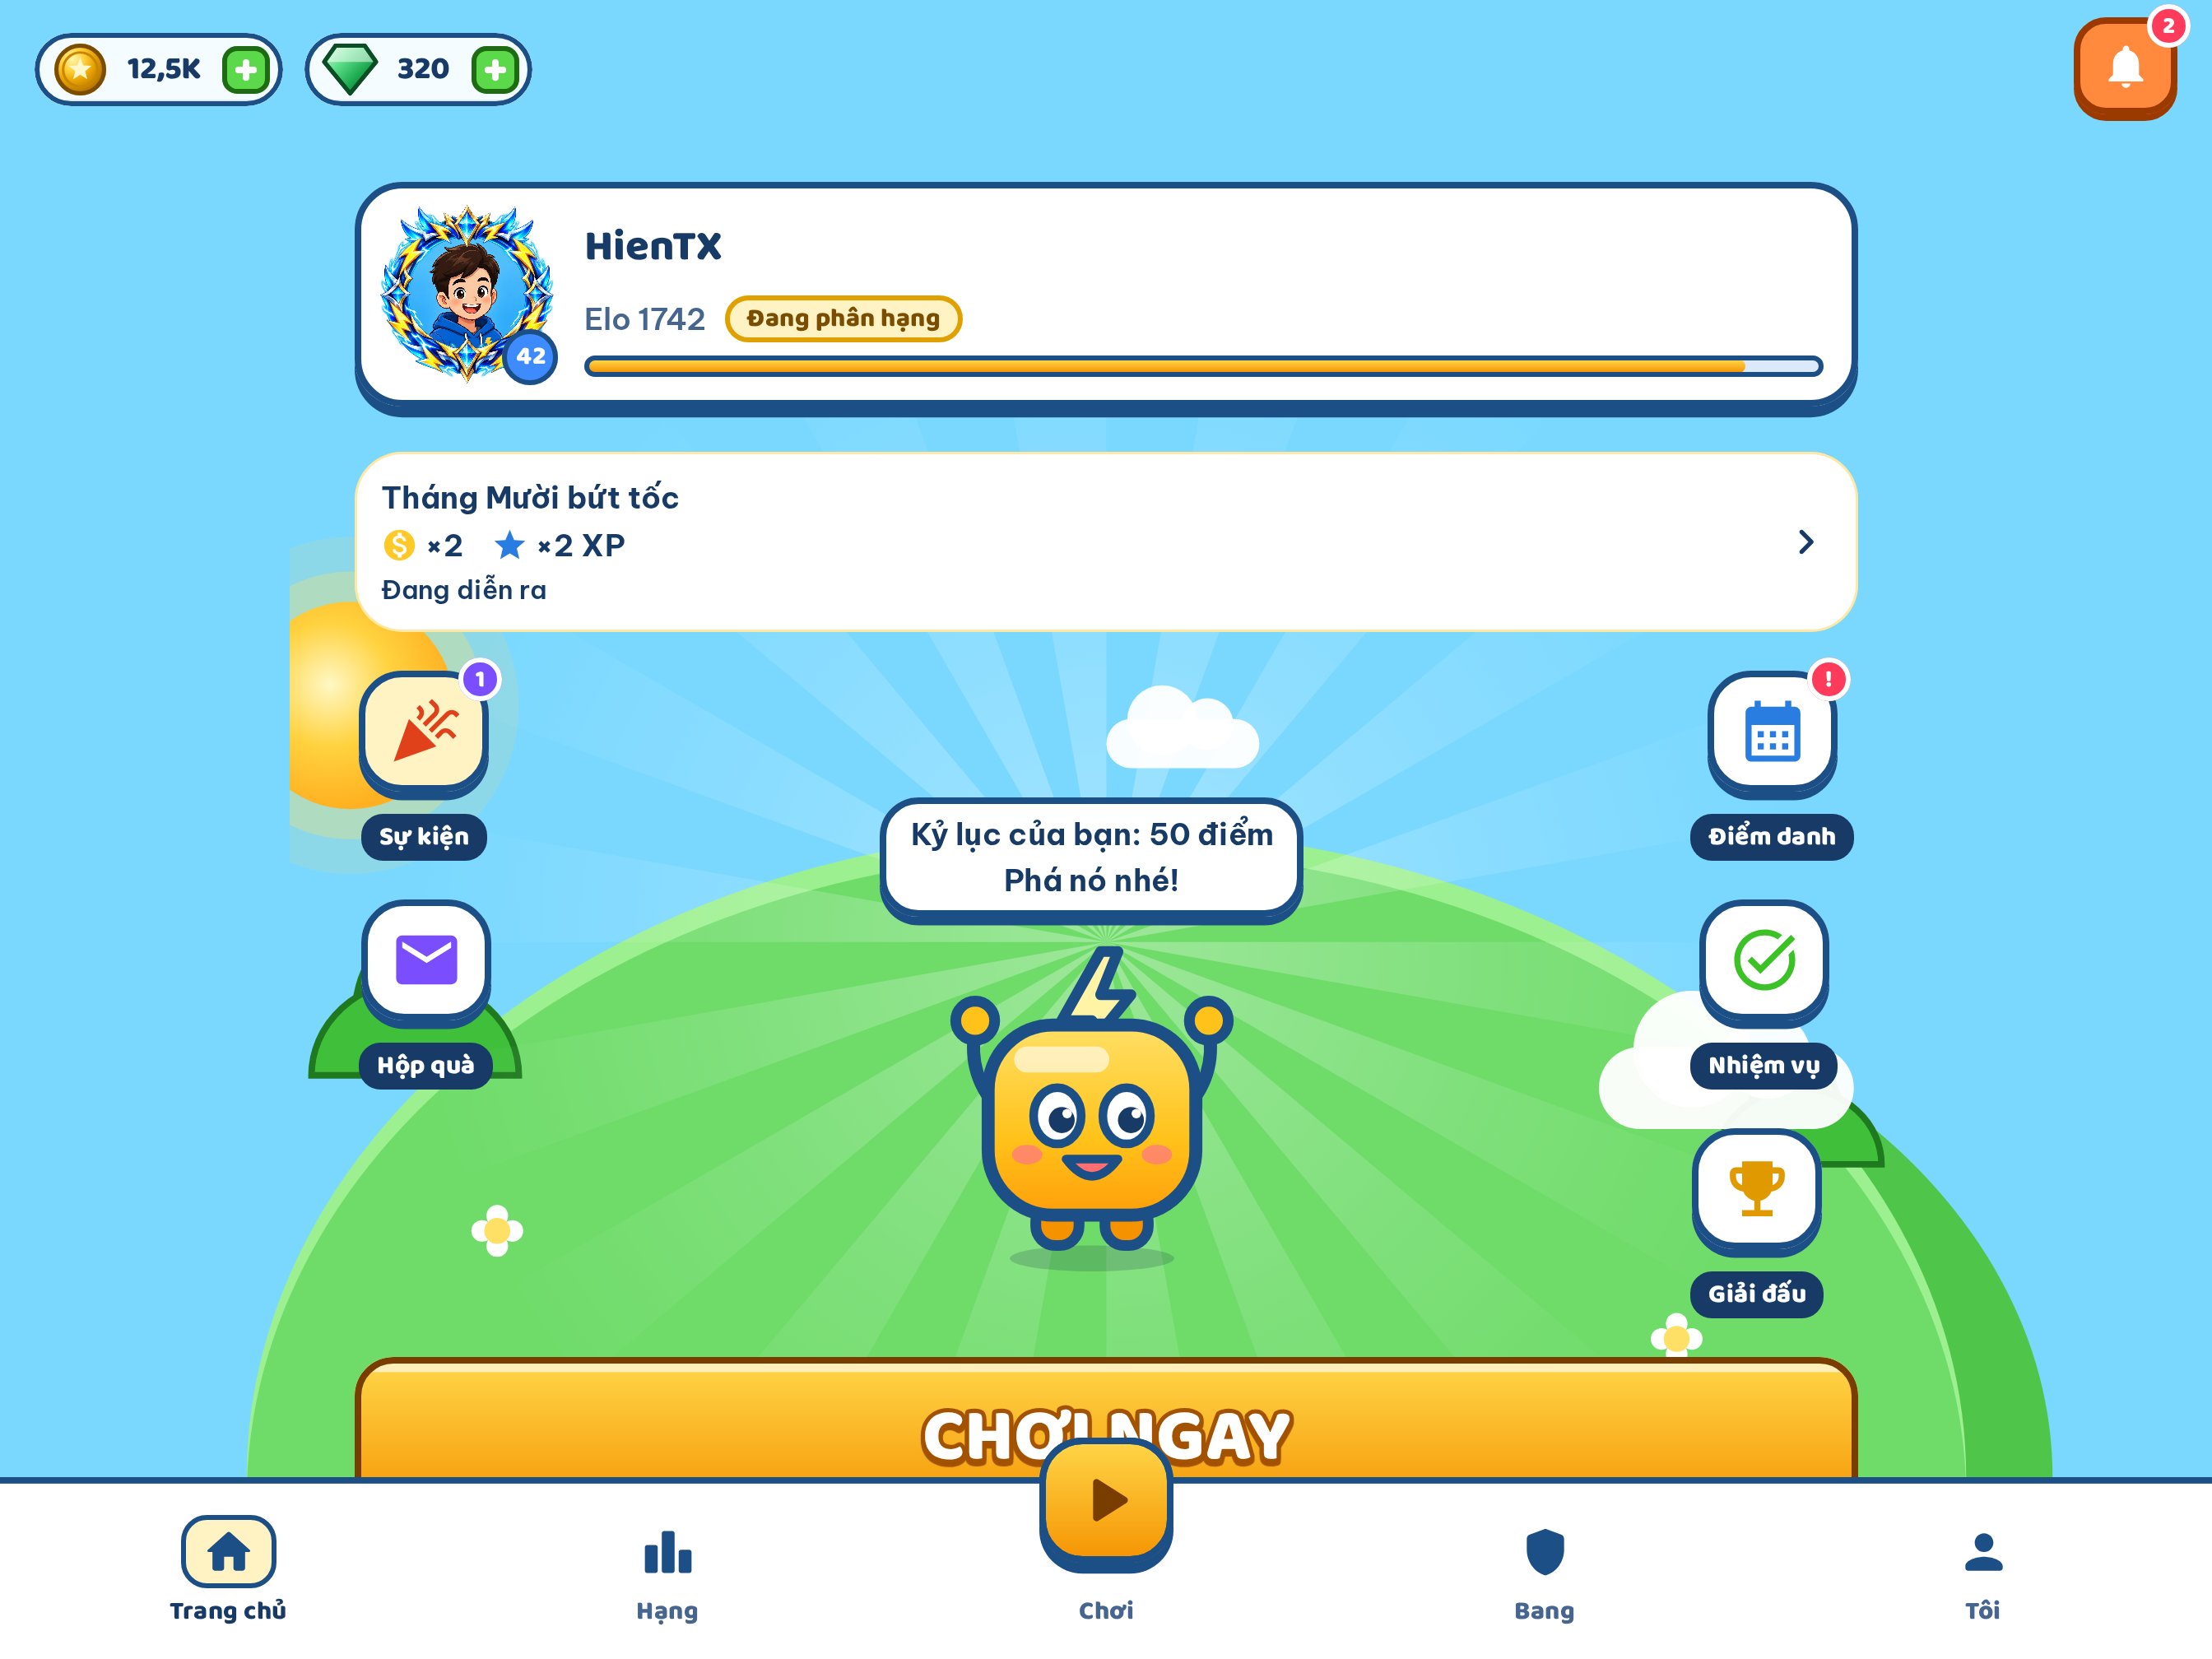 12,5K
320
2
HienTX
Elo 1742
Đang phân hạng
42
Tháng Mười bứt tốc
×2 ×2 XP
Đang diễn ra
1
!
Sự kiện
Điểm danh
Kỷ lục của bạn: 50 điểm
Phá nó nhé!
Hộp quà
Nhiệm vụ
Giải đấu
CHƠI NGAY
Trang chủ
Hạng
Chơi
Bang
Tôi